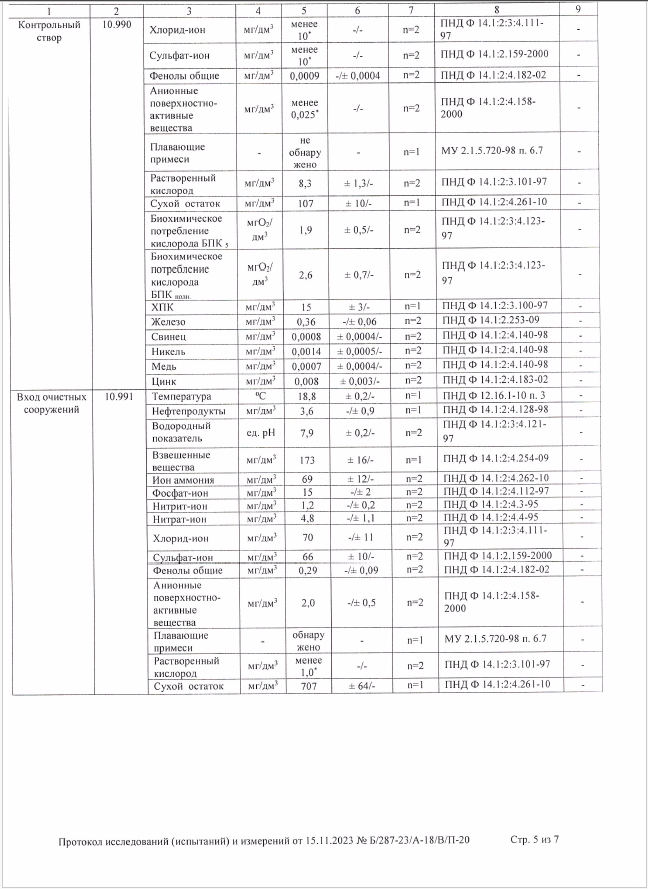 1 2 3 4 5 6 7 8 9
Контрольный створ 10.990 Хлорид-ион мг/дм³ менее 10* -/- n=2 ПНД Ф 14.1:2:3:4.111-97 -
Сульфат-ион мг/дм³ менее 10* -/- n=2 ПНД Ф 14.1:2.159-2000 -
Фенолы общие мг/дм³ 0,0009 -/± 0,0004 n=2 ПНД Ф 14.1:2:4.182-02 -
Анионные поверхностно-активные вещества мг/дм³ менее 0,025* -/- n=2 ПНД Ф 14.1:2:4.158-2000 -
Плавающие примеси - не обнару жено - n=1 МУ 2.1.5.720-98 п. 6.7 -
Растворенный кислород мг/дм³ 8,3 ± 1,3/- n=2 ПНД Ф 14.1:2:3.101-97 -
Сухой остаток мг/дм³ 107 ± 10/- n=1 ПНД Ф 14.1:2:4.261-10 -
Биохимическое потребление кислорода БПК 5 мгО2/дм³ 1,9 ± 0,5/- n=2 ПНД Ф 14.1:2:3:4.123-97 -
Биохимическое потребление кислорода БПК полн. мгО2/дм³ 2,6 ± 0,7/- n=2 ПНД Ф 14.1:2:3:4.123-97 -
ХПК мг/дм³ 15 ± 3/- n=1 ПНД Ф 14.1:2:3.100-97 -
Железо мг/дм³ 0,36 -/± 0,06 n=2 ПНД Ф 14.1:2.253-09 -
Свинец мг/дм³ 0,0008 ± 0,0004/- n=2 ПНД Ф 14.1:2:4.140-98 -
Никель мг/дм³ 0,0014 ± 0,0005/- n=2 ПНД Ф 14.1:2:4.140-98 -
Медь мг/дм³ 0,0007 ± 0,0004/- n=2 ПНД Ф 14.1:2:4.140-98 -
Цинк мг/дм³ 0,008 ± 0,003/- n=2 ПНД Ф 14.1:2:4.183-02 -
Вход очистных сооружений 10.991 Температура ⁰С 18,8 ± 0,2/- n=1 ПНД Ф 12.16.1-10 п. 3 -
Нефтепродукты мг/дм³ 3,6 -/± 0,9 n=1 ПНД Ф 14.1:2:4.128-98 -
Водородный показатель ед. pH 7,9 ± 0,2/- n=2 ПНД Ф 14.1:2:3:4.121-97 -
Взвешенные вещества мг/дм³ 173 ± 16/- n=1 ПНД Ф 14.1:2:4.254-09 -
Ион аммония мг/дм³ 69 ± 12/- n=2 ПНД Ф 14.1:2:4.262-10 -
Фосфат-ион мг/дм³ 15 -/± 2 n=2 ПНД Ф 14.1:2:4.112-97 -
Нитрит-ион мг/дм³ 1,2 -/± 0,2 n=2 ПНД Ф 14.1:2:4.3-95 -
Нитрат-ион мг/дм³ 4,8 -/± 1,1 n=2 ПНД Ф 14.1:2:4.4-95 -
Хлорид-ион мг/дм³ 70 -/± 11 n=2 ПНД Ф 14.1:2:3:4.111-97 -
Сульфат-ион мг/дм³ 66 ± 10/- n=2 ПНД Ф 14.1:2.159-2000 -
Фенолы общие мг/дм³ 0,29 -/± 0,09 n=2 ПНД Ф 14.1:2:4.182-02 -
Анионные поверхностно-активные вещества мг/дм³ 2,0 -/± 0,5 n=2 ПНД Ф 14.1:2:4.158-2000 -
Плавающие примеси - обнару жено - n=1 МУ 2.1.5.720-98 п. 6.7 -
Растворенный кислород мг/дм³ менее 1,0* -/- n=2 ПНД Ф 14.1:2:3.101-97 -
Сухой остаток мг/дм³ 707 ± 64/- n=1 ПНД Ф 14.1:2:4.261-10 -
Протокол исследований (испытаний) и измерений от 15.11.2023 № Б/287-23/А-18/В/П-20 Стр. 5 из 7